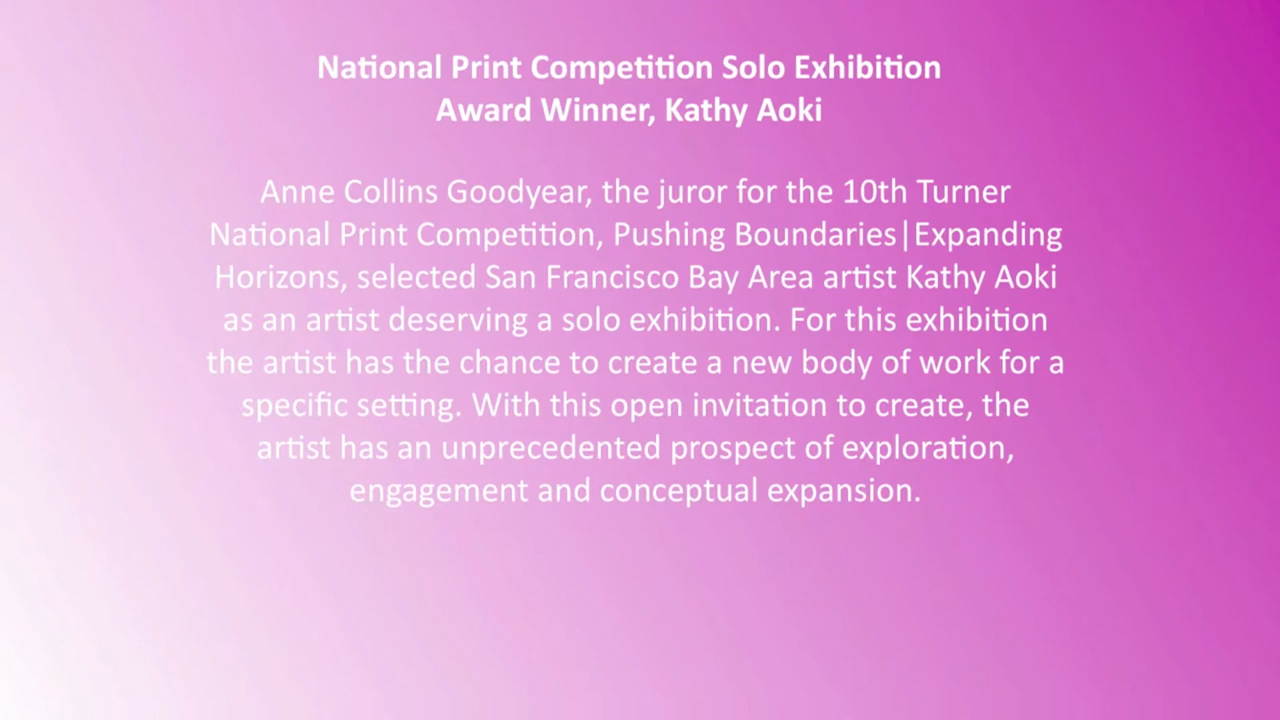 National Print Competition Solo Exhibition
Award Winner, Kathy Aoki
Anne Collins Goodyear, the juror for the 10th Turner
National Print Competition, Pushing Boundaries|Expanding
Horizons, selected San Francisco Bay Area artist Kathy Aoki
as an artist deserving a solo exhibition. For this exhibition
the artist has the chance to create a new body of work for a
specific setting. With this open invitation to create, the
artist has an unprecedented prospect of exploration,
engagement and conceptual expansion.